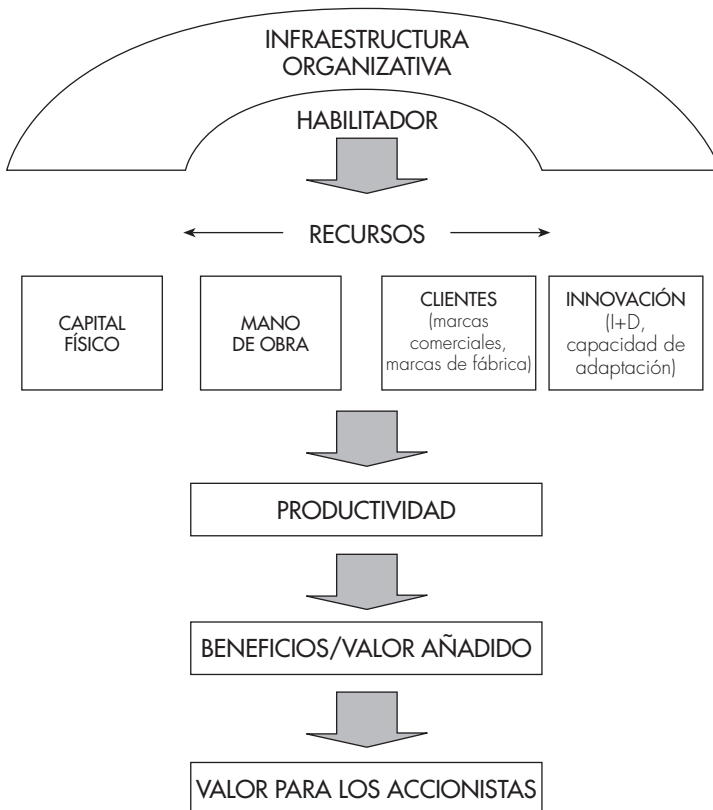 INFRAESTRUCTURA
ORGANIZATIVA
HABILITADOR
RECURSOS
CAPITAL
FÍSICO
MANO
DE OBRA
CLIENTES
(marcas
comerciales,
marcas de fábrica)
INNOVACIÓN
(I+D,
capacidad de
adaptación)
PRODUCTIVIDAD
BENEFICIOS/VALOR AÑADIDO
VALOR PARA LOS ACCIONISTAS